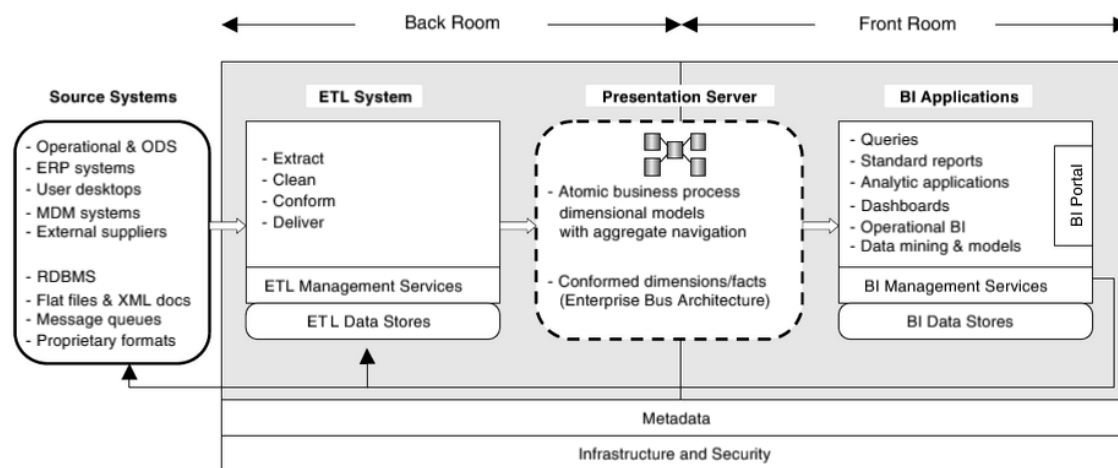 Back Room
Front Room
Source Systems
- Operational & ODS
- ERP systems
- User desktops
- MDM systems
- External suppliers
- RDBMS
- Flat files & XML docs
- Message queues
- Proprietary formats
ETL System
- Extract
- Clean
- Conform
- Deliver
ETL Management Services
ETL Data Stores
Presentation Server
- Atomic business process
dimensional models
with aggregate navigation
- Conformed dimensions/facts
(Enterprise Bus Architecture)
BI Applications
- Queries
- Standard reports
- Analytic applications
- Dashboards
- Operational BI
- Data mining & models
BI Portal
BI Management Services
BI Data Stores
Metadata
Infrastructure and Security